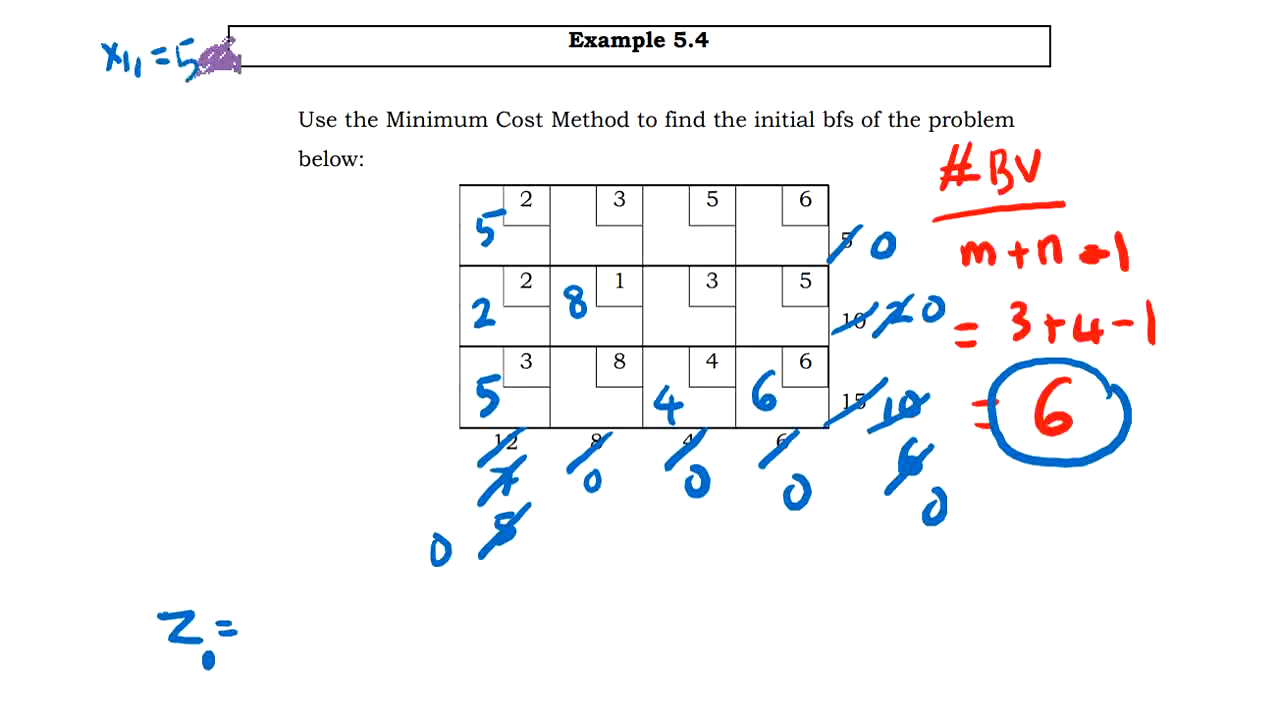 Example 5.4
x11 = 5
Use the Minimum Cost Method to find the initial bfs of the problem
below:
# BV
m + n - 1
= 3 + 4 - 1
= 6
2 3 5 6
5 5 0
2 1 3 5
2 8 10 2 0
3 8 4 6
5 4 6 15 10
12 8 4 6
7 0 0 0 6 0
0 5
Z0 =